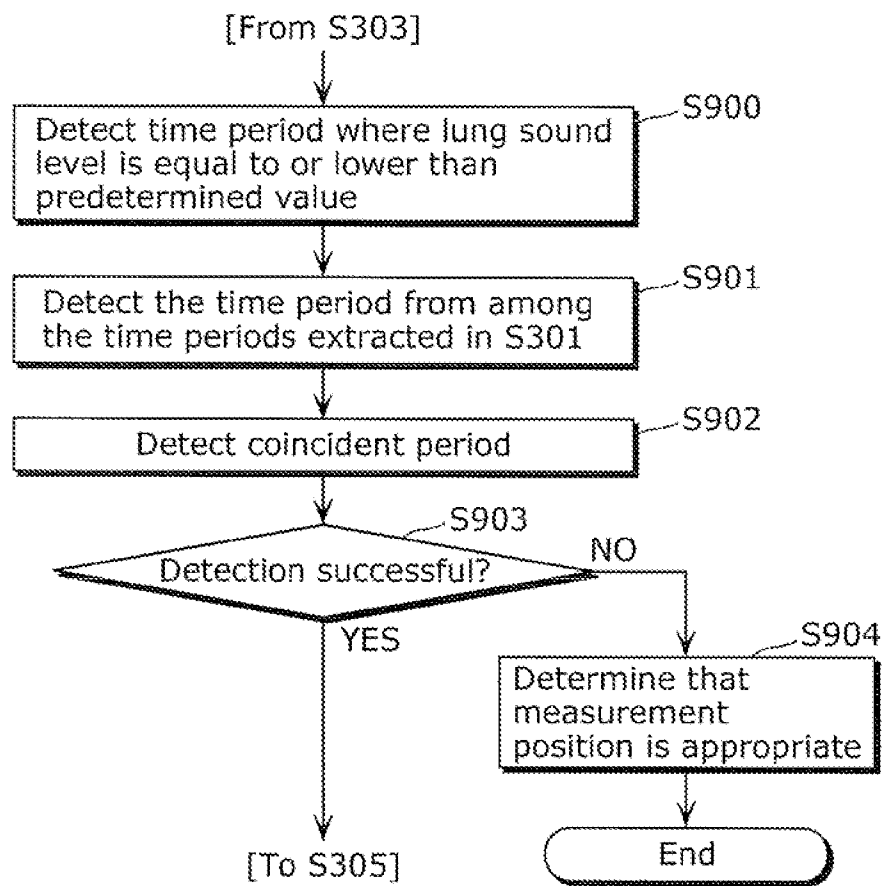 [From S303]
S900
Detect time period where lung sound
level is equal to or lower than
predetermined value
S901
Detect the time period from among
the time periods extracted in S301
S902
Detect coincident period
S903
Detection successful?
NO
YES
S904
Determine that
measurement
position is appropriate
[To S305]
End